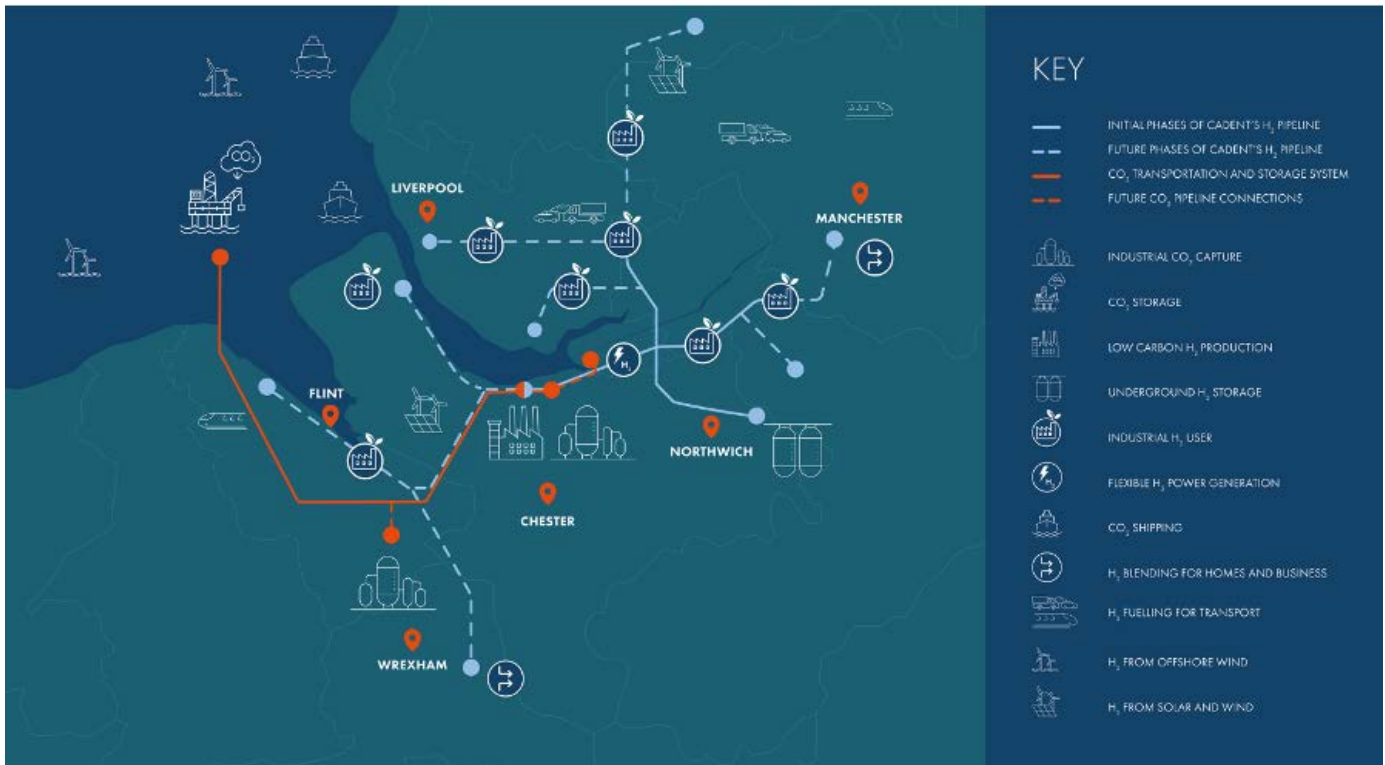 CO₂
LIVERPOOL
MANCHESTER
FLINT
H₂
NORTHWICH
CHESTER
WREXHAM
KEY
INITIAL PHASES OF CADENT'S H₂ PIPELINE
FUTURE PHASES OF CADENT'S H₂ PIPELINE
CO₂ TRANSPORTATION AND STORAGE SYSTEM
FUTURE CO₂ PIPELINE CONNECTIONS
INDUSTRIAL CO₂ CAPTURE
CO₂ STORAGE
LOW CARBON H₂ PRODUCTION
UNDERGROUND H₂ STORAGE
INDUSTRIAL H₂ USER
H₂ FLEXIBLE H₂ POWER GENERATION
CO₂ SHIPPING
H₂ BLENDING FOR HOMES AND BUSINESS
H₂ FUELLING FOR TRANSPORT
H₂ FROM OFFSHORE WIND
H₂ FROM SOLAR AND WIND